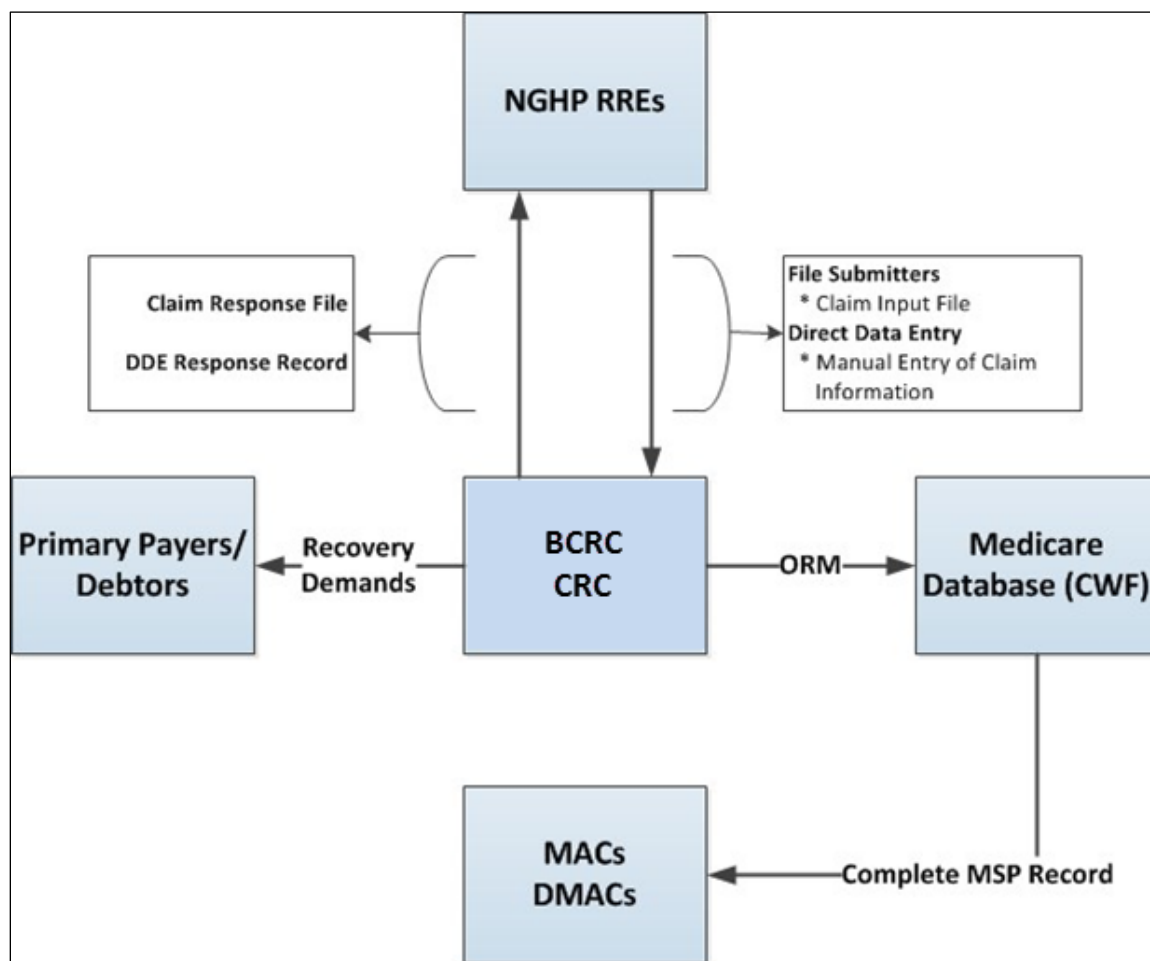 NGHP RREs
Claim Response File
DDE Response Record
File Submitters
* Claim Input File
Direct Data Entry
* Manual Entry of Claim
Information
Primary Payers/
Debtors
Recovery
Demands
BCRC
CRC
ORM
Medicare
Database (CWF)
MACs
DMACs
Complete MSP Record